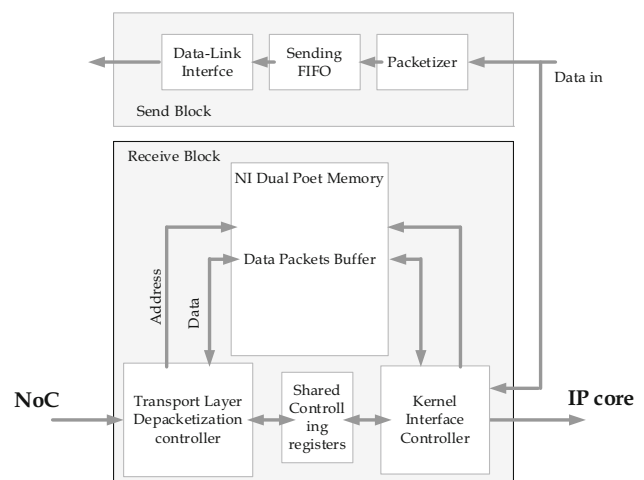 Data-Link
Interfce
Sending
FIFO
Packetizer
Data in
Send Block
Receive Block
NI Dual Poet Memory
Data Packets Buffer
Address
Data
NoC
Transport Layer
Depacketization
controller
Shared
Controll
ing
registers
Kernel
Interface
Controller
IP core